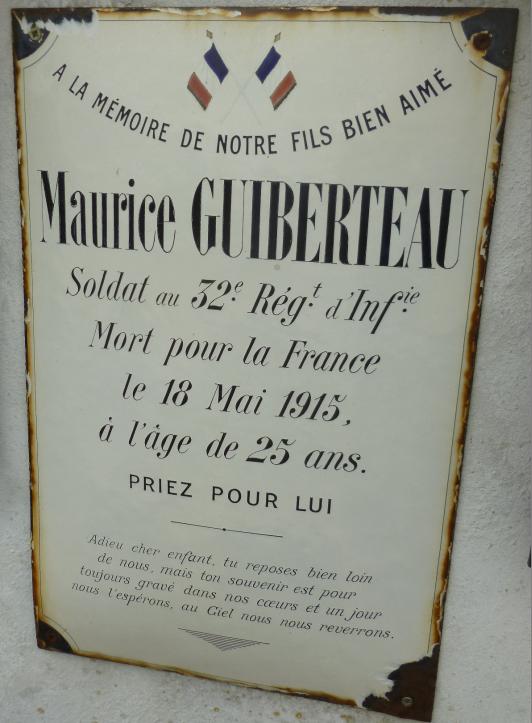 A LA MÉMOIRE DE NOTRE FILS BIEN AIMÉ
Maurice GUIBERTEAU
Soldat au 32e. Régt. d'Infie.
Mort pour la France
le 18 Mai 1915,
à l'âge de 25 ans.
PRIEZ POUR LUI
Adieu cher enfant, tu reposes bien loin
de nous, mais ton souvenir est pour
toujours gravé dans nos cœurs et un jour
nous l'espérons, au Ciel nous nous reverrons.